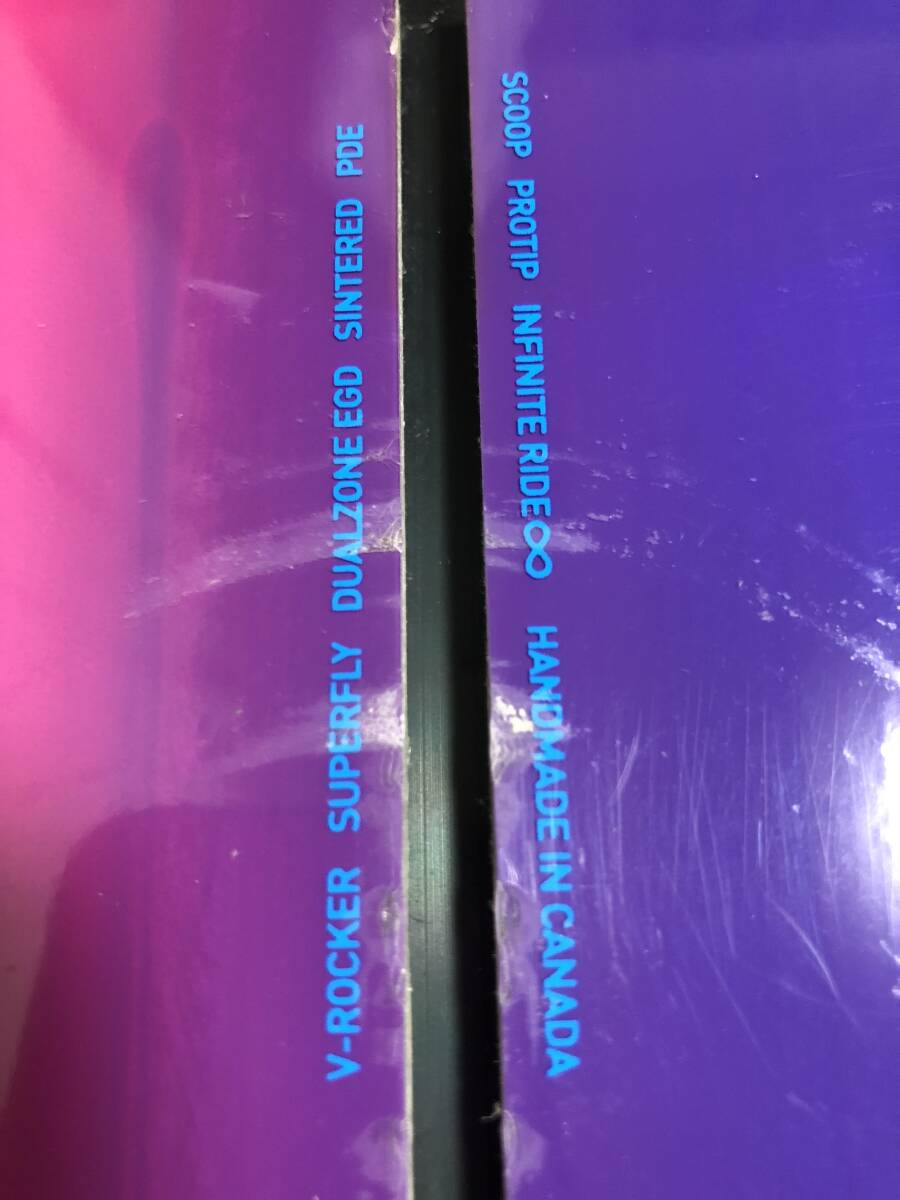 V-ROCKER SUPERFLY DUALZONE EGD SINTERED PDE
SCOOP PROTIP INFINITE RIDE∞ HANDMADE IN CANADA